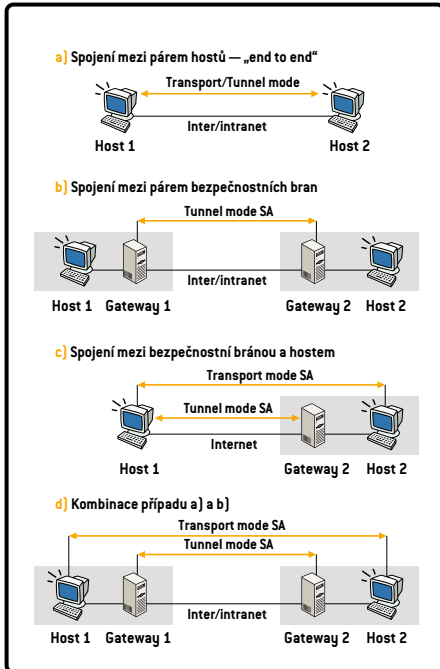 a) Spojení mezi párem hostů — „end to end“
Transport/Tunnel mode
Inter/intranet
Host 1 Host 2
b) Spojení mezi párem bezpečnostních bran
Tunnel mode SA
Inter/intranet
Host 1 Gateway 1 Gateway 2 Host 2
c) Spojení mezi bezpečnostní bránou a hostem
Transport mode SA
Tunnel mode SA
Internet
Host 1 Gateway 2 Host 2
d) Kombinace případu a) a b)
Transport mode SA
Tunnel mode SA
Inter/intranet
Host 1 Gateway 1 Gateway 2 Host 2